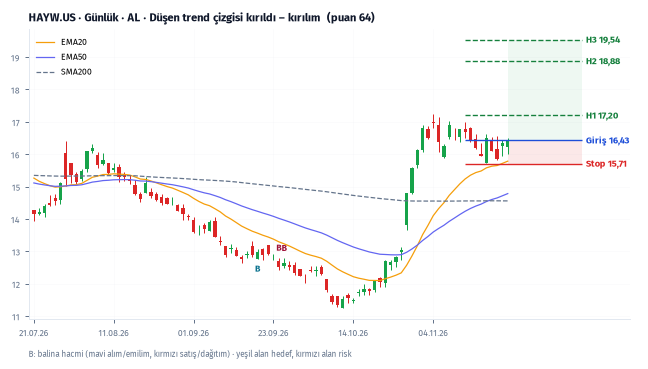 HAYW.US · Günlük · AL · Düşen trend çizgisi kırıldı – kırılım (puan 64)
EMA20
EMA50
SMA200
H3 19,54
H2 18,88
H1 17,20
Giriş 16,43
Stop 15,71
19
18
17
16
15
14
13
12
11
BB
B
21.07.26
11.08.26
01.09.26
23.09.26
14.10.26
04.11.26
B: balina hacmi (mavi alım/emilim, kırmızı satış/dağıtım) · yeşil alan hedef, kırmızı alan risk